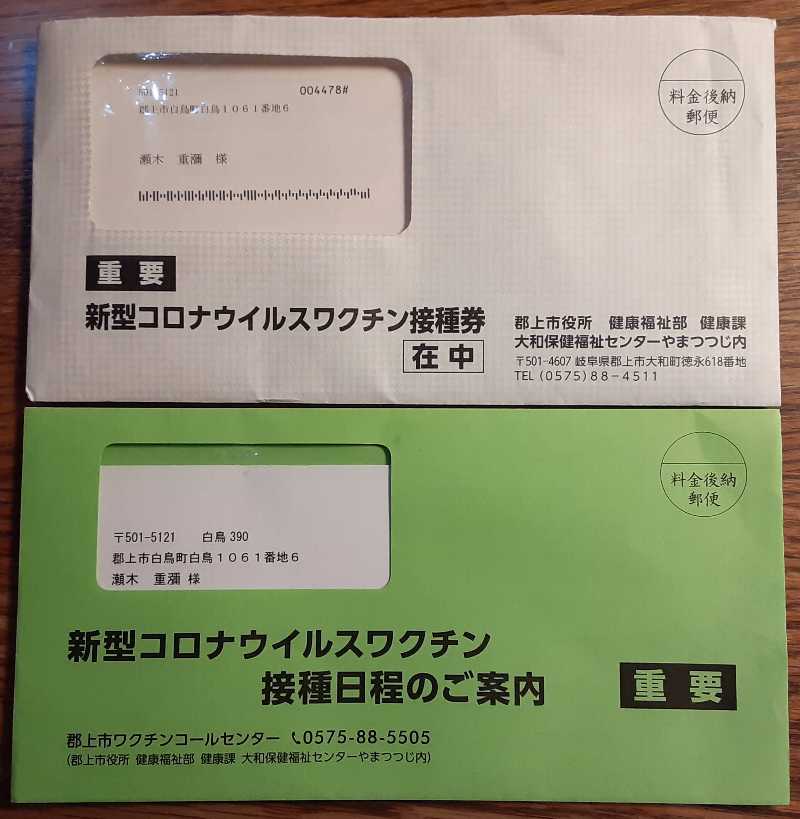 501-5121 004478#
郡上市白鳥町白鳥1061番地6
瀬木 重瀰 様
料金後納
郵便
重要
新型コロナウイルスワクチン接種券
在中
郡上市役所 健康福祉部 健康課
大和保健福祉センターやまつつじ内
〒501-4607 岐阜県郡上市大和町徳永618番地
TEL (0575)88-4511
料金後納
郵便
〒501-5121 白鳥 390
郡上市白鳥町白鳥1061番地6
瀬木 重瀰 様
新型コロナウイルスワクチン
接種日程のご案内
重要
郡上市ワクチンコールセンター 0575-88-5505
(郡上市役所 健康福祉部 健康課 大和保健福祉センターやまつつじ内)